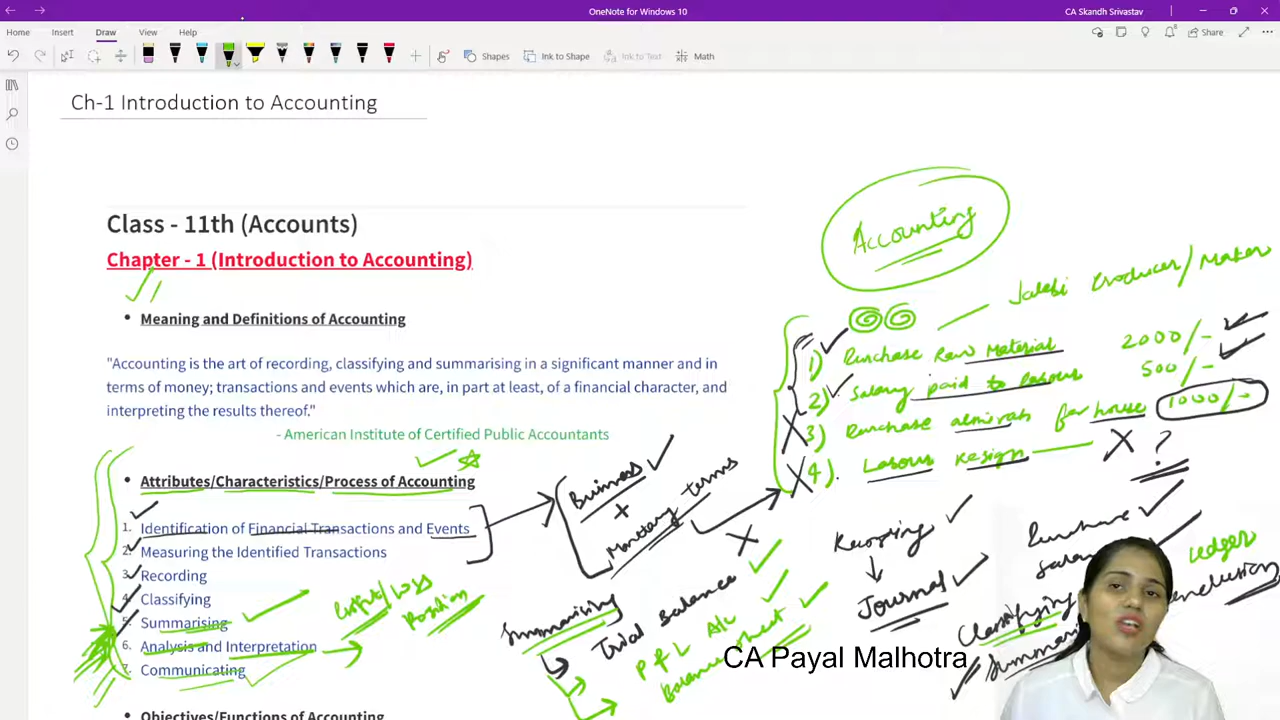 OneNote for Windows 10
CA Skandh Srivastav
Home Insert Draw View Help
Shapes Ink to Shape Ink to Text Math Share
Ch-1 Introduction to Accounting
Class - 11th (Accounts)
Chapter - 1 (Introduction to Accounting)
• Meaning and Definitions of Accounting
"Accounting is the art of recording, classifying and summarising in a significant manner and in
terms of money; transactions and events which are, in part at least, of a financial character, and
interpreting the results thereof."
- American Institute of Certified Public Accountants
• Attributes/Characteristics/Process of Accounting
1. Identification of Financial Transactions and Events
2. Measuring the Identified Transactions
3. Recording
4. Classifying
5. Summarising
6. Analysis and Interpretation
7. Communicating
• Objectives/Functions of Accounting
Profit/Loss
Position
Business
+
Monetary terms
Accounting
Jalebi Producer/Maker
1) Purchase Raw Material 2000/-
2) Salary paid to labour 500/-
3) Purchase almirah for house 1000/-
4). Labour Resign X ?
Summarising
Trial Balance
P & L A/c
Balance sheet
Journal
Purchase
Classifying
Ledger
CA Payal Malhotra